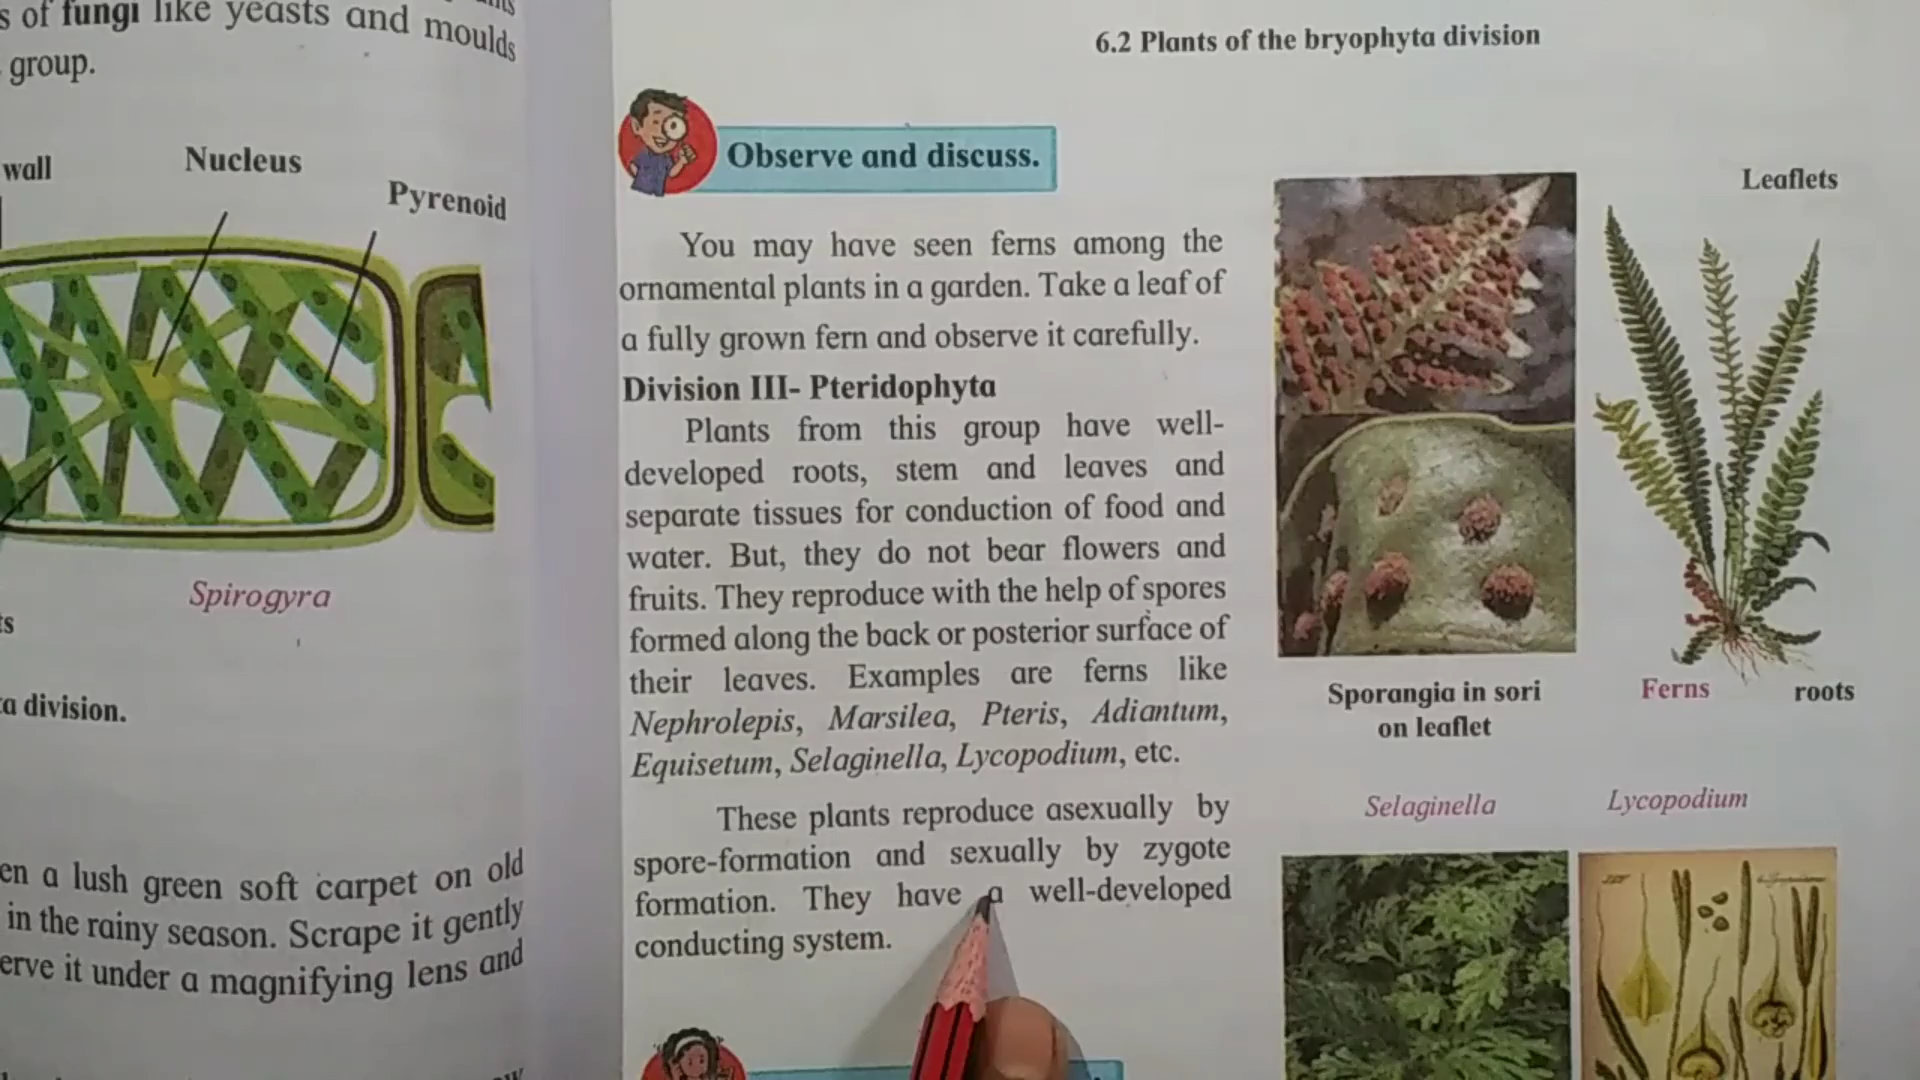 s of fungi like yeasts and moulds
group.
wall
Nucleus
Pyrenoid
Spirogyra
a division.
en a lush green soft carpet on old
in the rainy season. Scrape it gently
erve it under a magnifying lens and
6.2 Plants of the bryophyta division
Observe and discuss.
You may have seen ferns among the
ornamental plants in a garden. Take a leaf of
a fully grown fern and observe it carefully.
Division III- Pteridophyta
Plants from this group have well-
developed roots, stem and leaves and
separate tissues for conduction of food and
water. But, they do not bear flowers and
fruits. They reproduce with the help of spores
formed along the back or posterior surface of
their leaves. Examples are ferns like
Nephrolepis, Marsilea, Pteris, Adiantum,
Equisetum, Selaginella, Lycopodium, etc.
These plants reproduce asexually by
spore-formation and sexually by zygote
formation. They have a well-developed
conducting system.
Leaflets
Sporangia in sori
on leaflet
Ferns
roots
Selaginella
Lycopodium